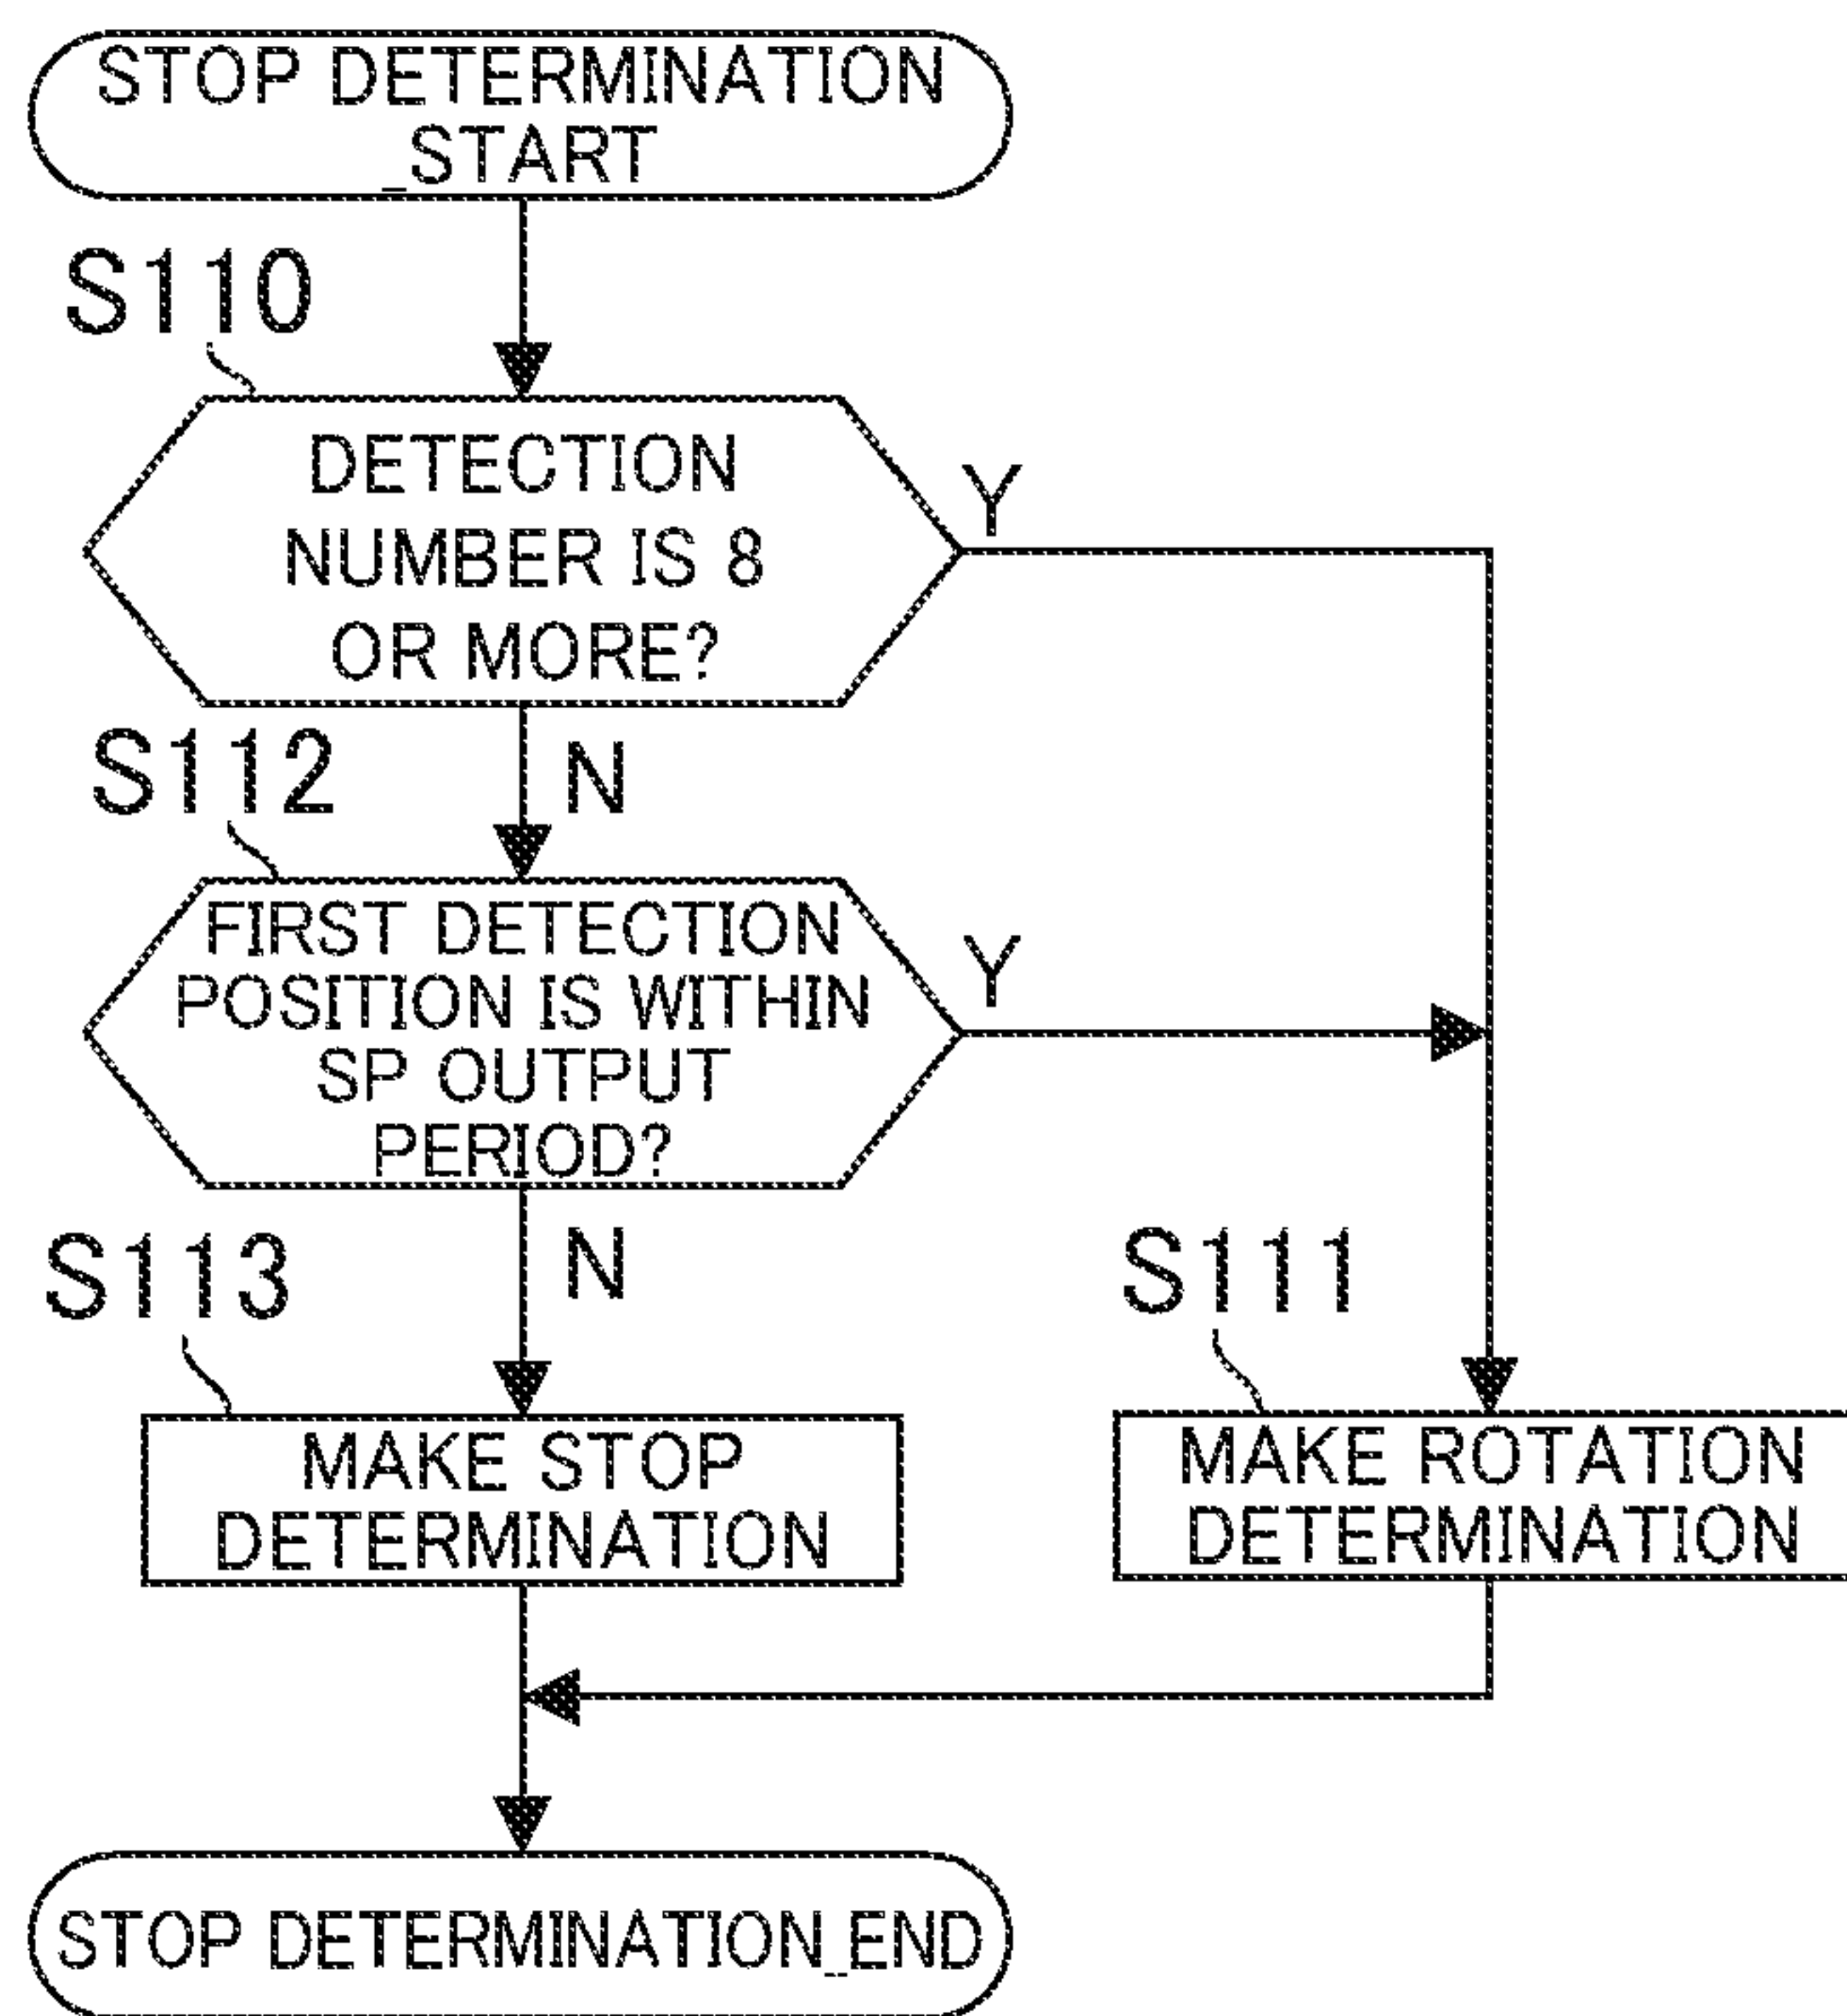 STOP DETERMINATION
_START
S110
DETECTION
NUMBER IS 8
OR MORE?
Y
S112
N
FIRST DETECTION
POSITION IS WITHIN
SP OUTPUT
PERIOD?
Y
S113
N
S111
MAKE STOP
DETERMINATION
MAKE ROTATION
DETERMINATION
STOP DETERMINATION_END